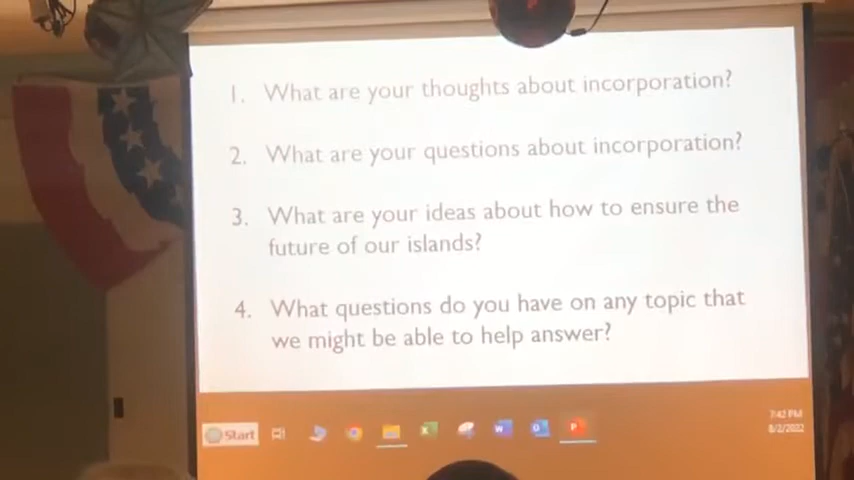 1. What are your thoughts about incorporation?
2. What are your questions about incorporation?
3. What are your ideas about how to ensure the
future of our islands?
4. What questions do you have on any topic that
we might be able to help answer?
Start
7:42 PM
8/2/2022